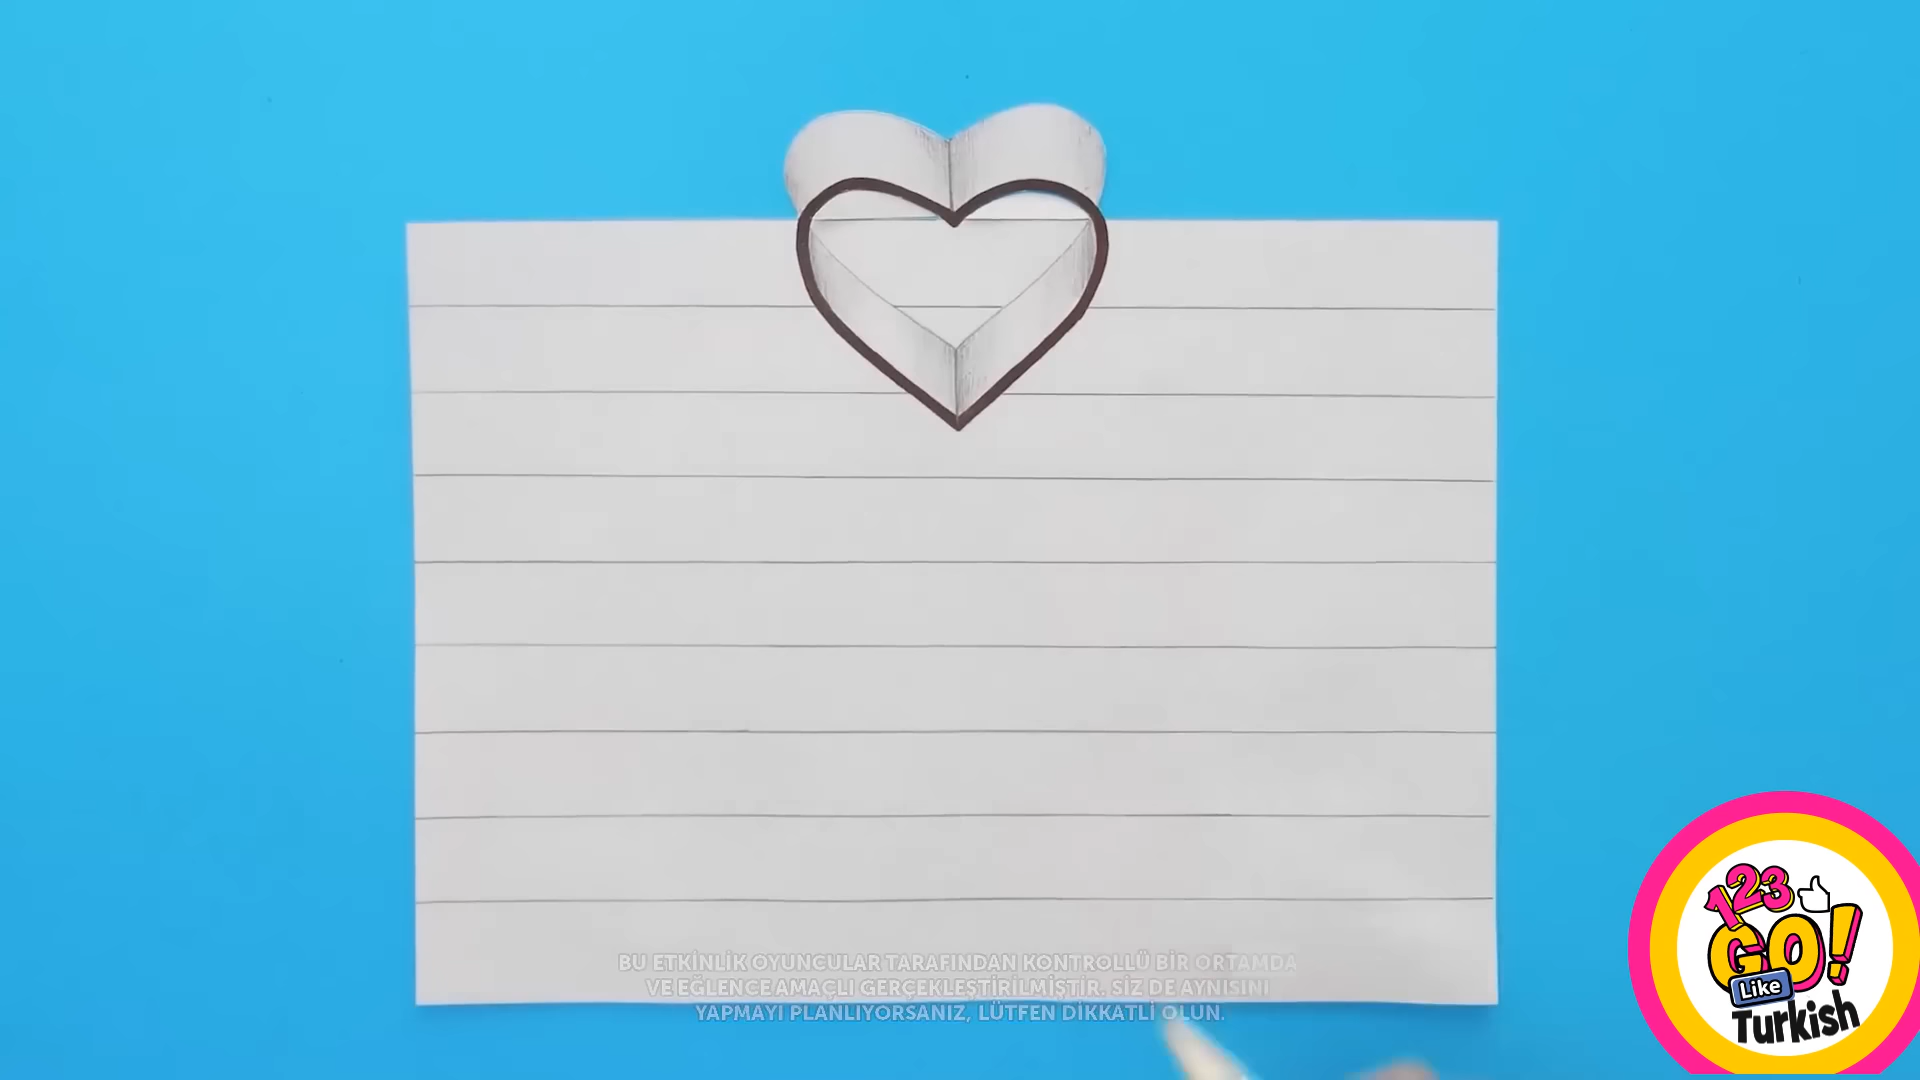 BU ETKİNLİK OYUNCULAR TARAFINDAN KONTROLLÜ BİR ORTAMDA
VE EĞLENCE AMAÇLI GERÇEKLEŞTİRİLMİŞTİR. SİZ DE AYNISINI
YAPMAYI PLANLIYORSANIZ, LÜTFEN DİKKATLİ OLUN.
123
GO!
Like
Turkish